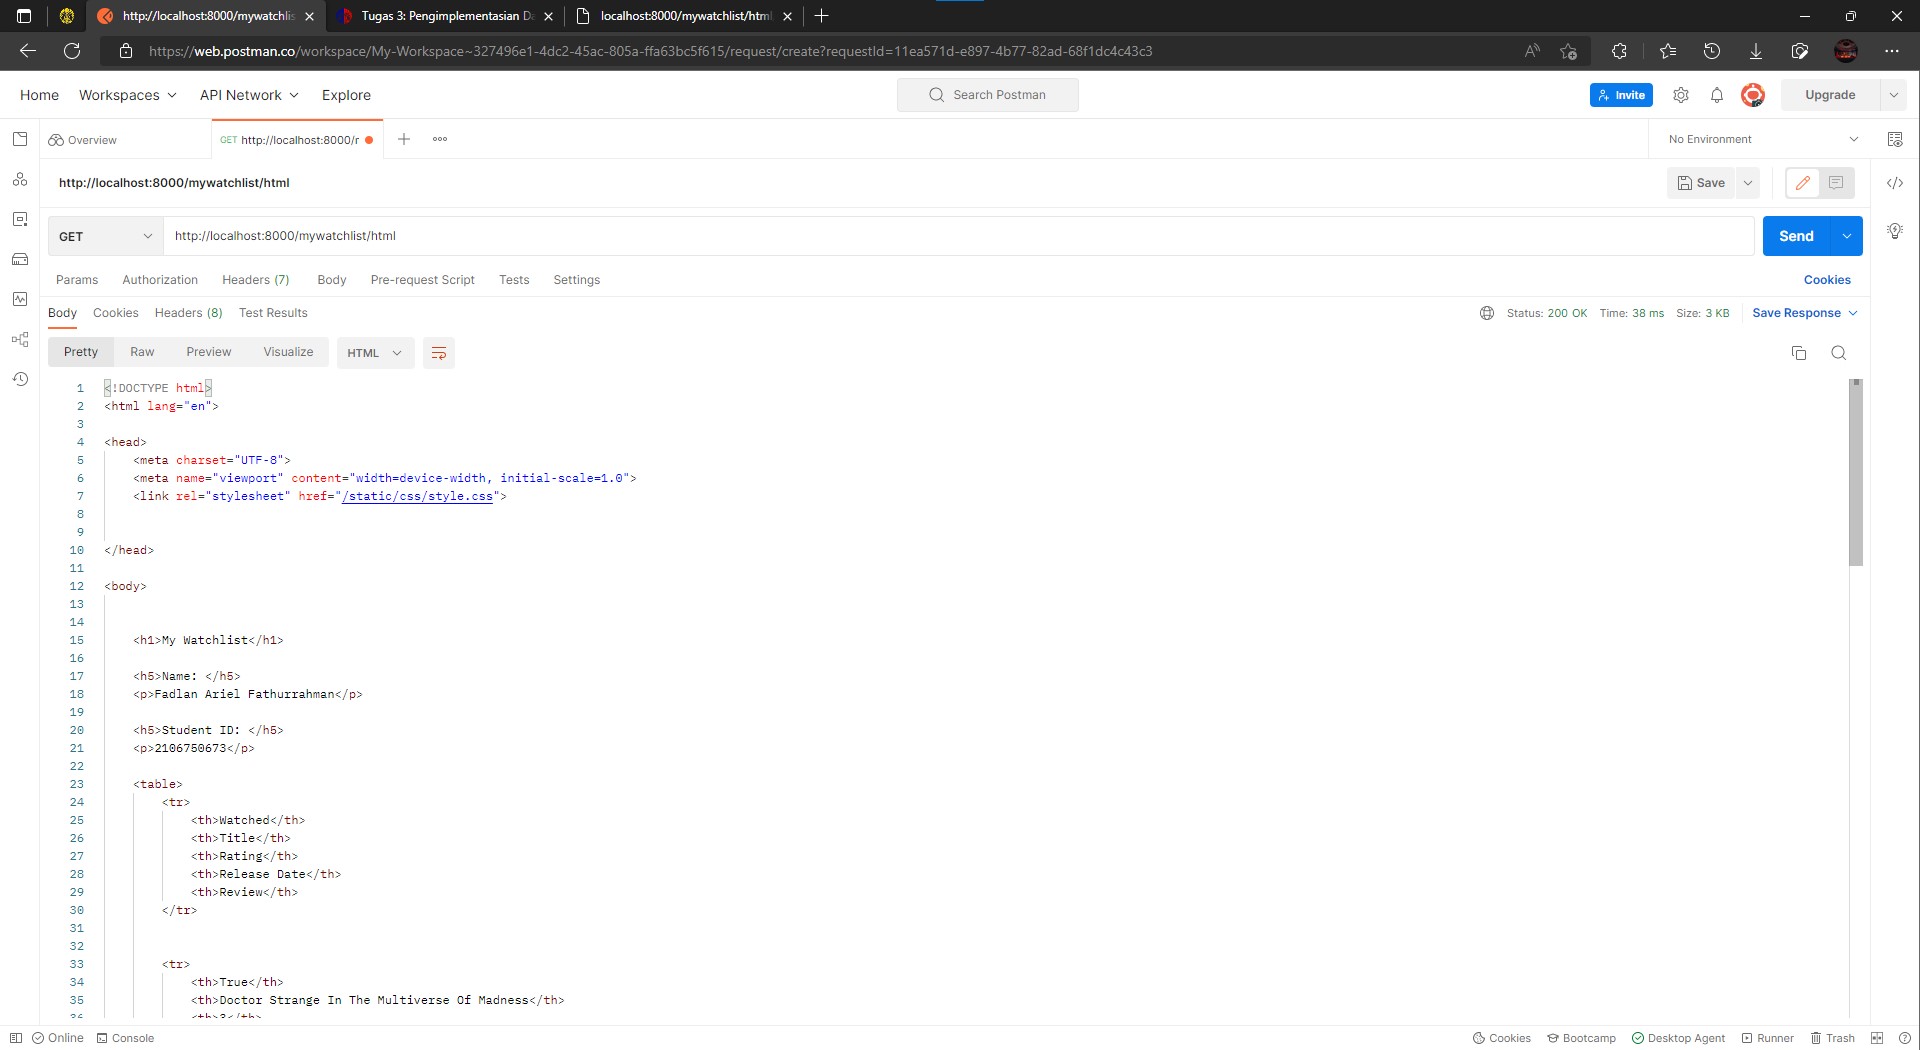 http://localhost:8000/mywatchlis
Tugas 3: Pengimplementasian Da
localhost:8000/mywatchlist/html
https://web.postman.co/workspace/My-Workspace~327496e1-4dc2-45ac-805a-ffa63bc5f615/request/create?requestId=11ea571d-e897-4b77-82ad-68f1dc4c43c3
Home Workspaces API Network Explore Search Postman Invite Upgrade
Overview GET http://localhost:8000/r No Environment
http://localhost:8000/mywatchlist/html Save
GET http://localhost:8000/mywatchlist/html Send
Params Authorization Headers (7) Body Pre-request Script Tests Settings Cookies
Body Cookies Headers (8) Test Results Status: 200 OK Time: 38 ms Size: 3 KB Save Response
Pretty Raw Preview Visualize HTML
1 <!DOCTYPE html>
2 <html lang="en">
3
4 <head>
5 <meta charset="UTF-8">
6 <meta name="viewport" content="width=device-width, initial-scale=1.0">
7 <link rel="stylesheet" href="/static/css/style.css">
8
9
10 </head>
11
12 <body>
13
14
15 <h1>My Watchlist</h1>
16
17 <h5>Name: </h5>
18 <p>Fadlan Ariel Fathurrahman</p>
19
20 <h5>Student ID: </h5>
21 <p>2106750673</p>
22
23 <table>
24 <tr>
25 <th>Watched</th>
26 <th>Title</th>
27 <th>Rating</th>
28 <th>Release Date</th>
29 <th>Review</th>
30 </tr>
31
32
33 <tr>
34 <th>True</th>
35 <th>Doctor Strange In The Multiverse Of Madness</th>
Online Console Cookies Bootcamp Desktop Agent Runner Trash